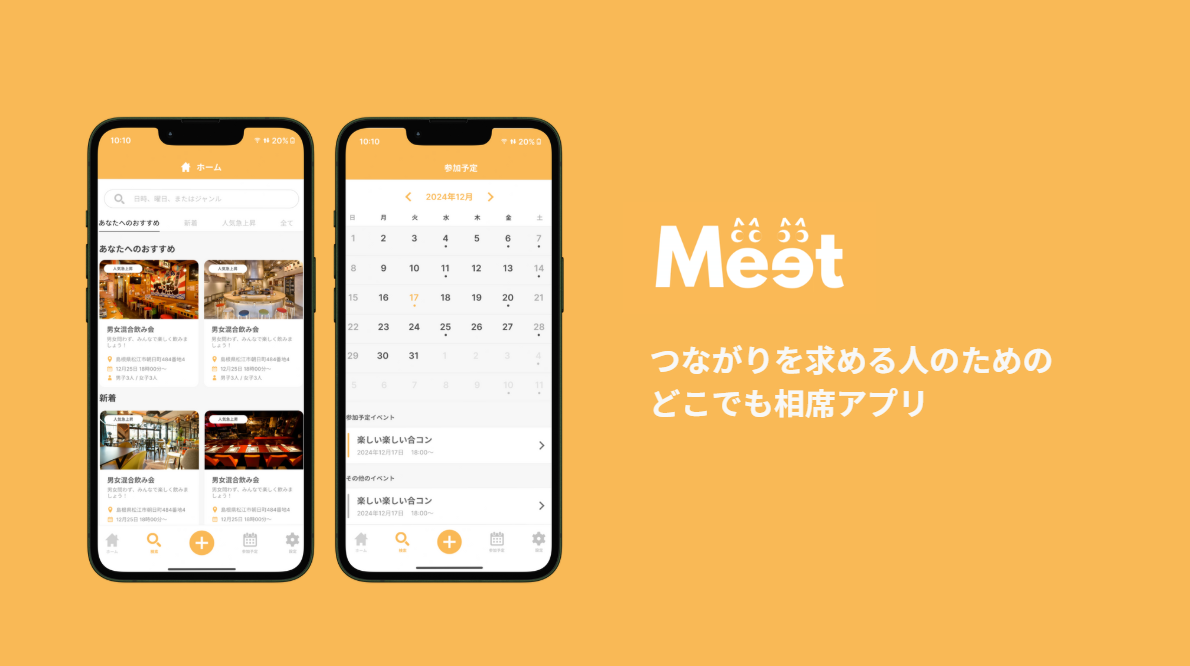 10:10
20%
ホーム
日時、曜日、またはジャンル
あなたへのおすすめ 新着 人気急上昇 全て
あなたへのおすすめ
人気急上昇 人気急上昇
男女混合飲み会 男女混合飲み会
男女問わず、みんなで楽しく飲みま 男女問わず、みんなで楽しく飲みま
しょう！ しょう！
島根県松江市朝日町484番地4 島根県松江市朝日町484番地4
12月25日 18時00分〜 12月25日 18時00分〜
男子3人 / 女子3人 男子3人 / 女子3人
新着
人気急上昇 人気急上昇
男女混合飲み会 男女混合飲み会
男女問わず、みんなで楽しく飲みま 男女問わず、みんなで楽しく飲みま
しょう！ しょう！
島根県松江市朝日町484番地4 島根県松江市朝日町484番地4
12月25日 18時00分〜 12月25日 18時00分〜
ホーム 参加予定
10:10
20%
参加予定
2024年12月
日 月 火 水 木 金 土
1 2 3 4 5 6 7
8 9 10 11 12 13 14
15 16 17 18 19 20 21
22 23 24 25 26 27 28
29 30 31 1 2 3 4
5 6 7 8 9 10 11
参加予定イベント
楽しい楽しい合コン
2024年12月17日 18:00〜
その他のイベント
楽しい楽しい合コン
2024年12月17日 18:00〜
ホーム 参加予定
Meet
つながりを求める人のための
どこでも相席アプリ